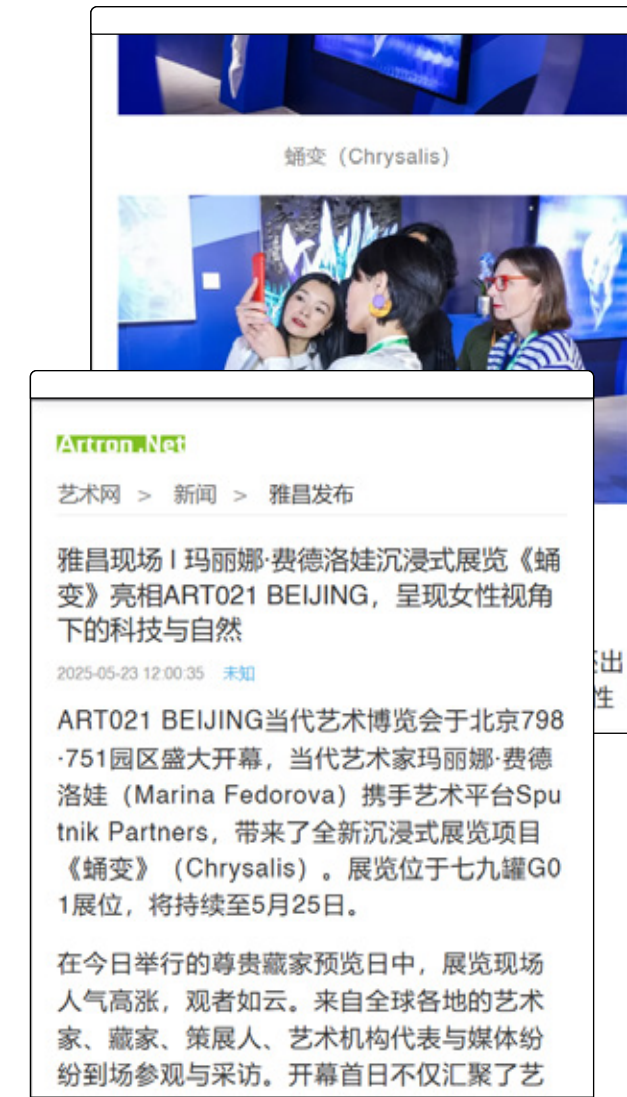 蛹变（Chrysalis）
Artron.Net
艺术网 > 新闻 > 雅昌发布
雅昌现场 | 玛丽娜·费德洛娃沉浸式展览《蛹
变》亮相ART021 BEIJING，呈现女性视角
下的科技与自然
2025-05-23 12:00:35 未知
ART021 BEIJING当代艺术博览会于北京798
·751园区盛大开幕，当代艺术家玛丽娜·费德
洛娃（Marina Fedorova）携手艺术平台Spu
tnik Partners，带来了全新沉浸式展览项目
《蛹变》（Chrysalis）。展览位于七九罐G0
1展位，将持续至5月25日。
在今日举行的尊贵藏家预览日中，展览现场
人气高涨，观者如云。来自全球各地的艺术
家、藏家、策展人、艺术机构代表与媒体纷
纷到场参观与采访。开幕首日不仅汇聚了艺
出
性